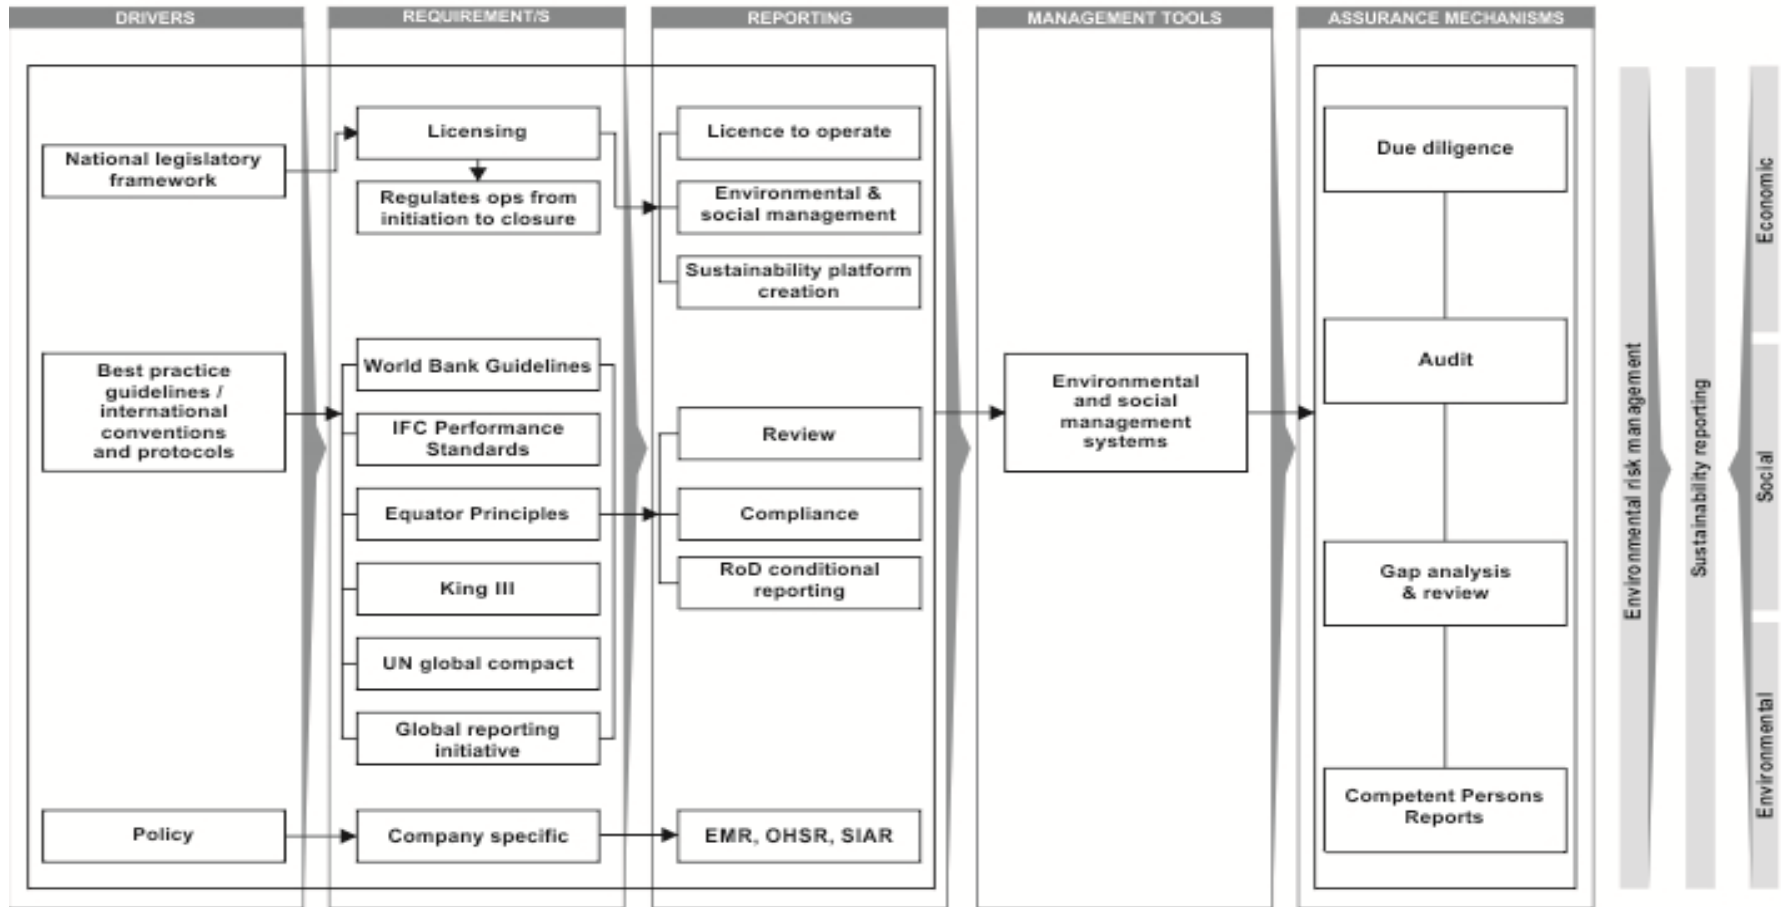 DRIVERS
REQUIREMENT/S
REPORTING
MANAGEMENT TOOLS
ASSURANCE MECHANISMS
National legislatory
framework
Best practice
guidelines /
international
conventions
and protocols
Policy
Licensing
Regulates ops from
initiation to closure
World Bank Guidelines
IFC Performance
Standards
Equator Principles
King III
UN global compact
Global reporting
initiative
Company specific
Licence to operate
Environmental &
social management
Sustainability platform
creation
Review
Compliance
RoD conditional
reporting
EMR, OHSR, SIAR
Environmental
and social
management
systems
Due diligence
Audit
Gap analysis
& review
Competent Persons
Reports
Environmental risk management
Sustainability reporting
Economic
Social
Environmental